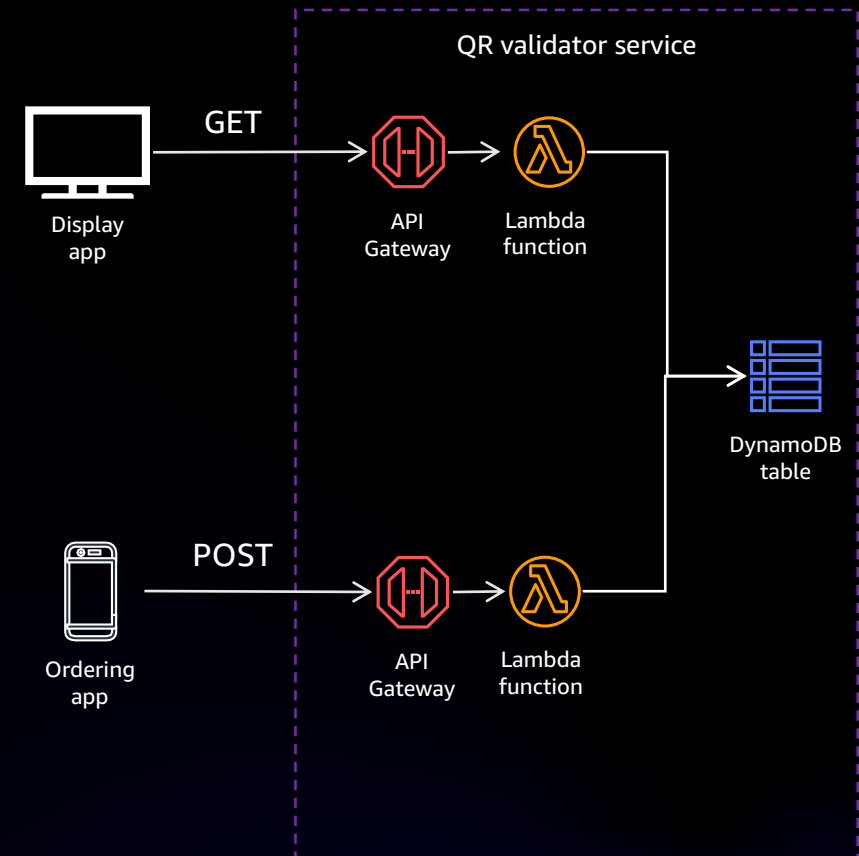 QR validator service
GET
Display
app
API
Gateway
Lambda
function
DynamoDB
table
POST
Ordering
app
API
Gateway
Lambda
function